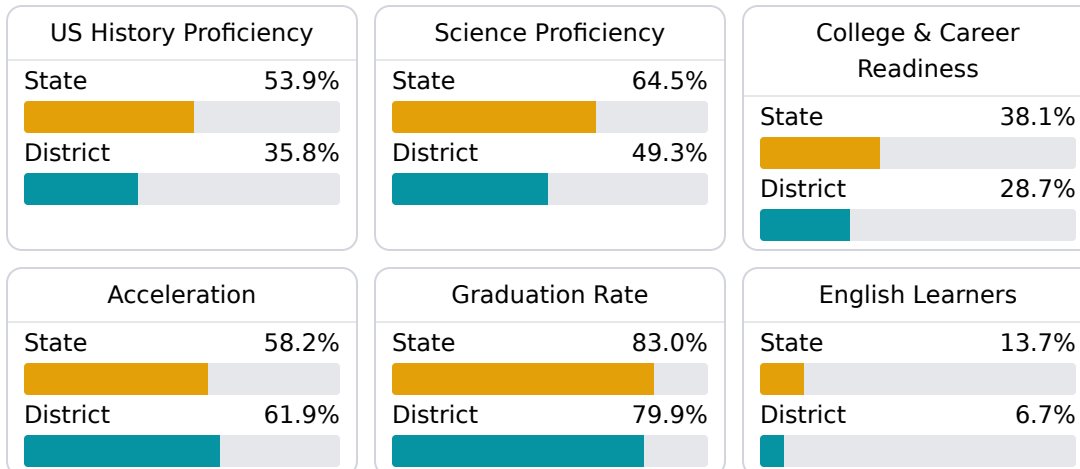 US History Proficiency
State 53.9%
District 35.8%
Science Proficiency
State 64.5%
District 49.3%
College & Career
Readiness
State 38.1%
District 28.7%
Acceleration
State 58.2%
District 61.9%
Graduation Rate
State 83.0%
District 79.9%
English Learners
State 13.7%
District 6.7%